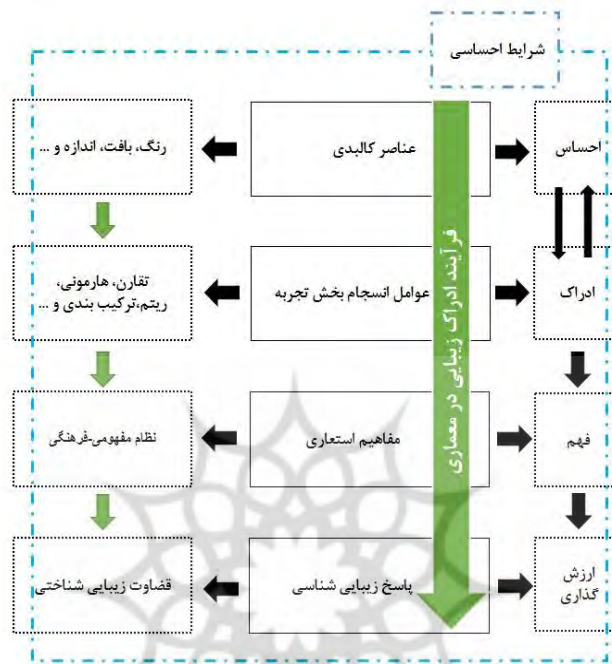 شرایط احساسی
احساس
عناصر کالبدی
رنگ، بافت، اندازه و ...
فرآیند ادراک زیبایی در معماری
ادراک
عوامل انسجام بخش تجربه
تقارن، هارمونی،
ریتم،ترکیب بندی و ...
فهم
مفاهیم استعاری
نظام مفهومی-فرهنگی
ارزش
گذاری
پاسخ زیبایی شناسی
قضاوت زیبایی شناختی